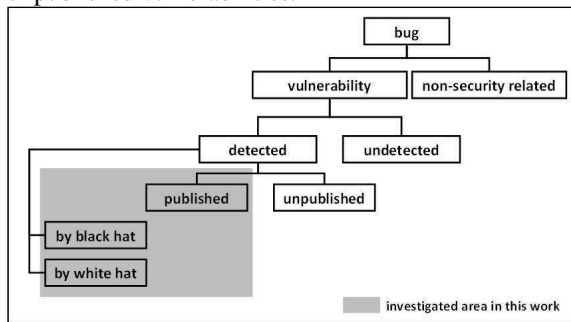 bug
vulnerability
non-security related
detected
undetected
published
unpublished
by black hat
by white hat
investigated area in this work